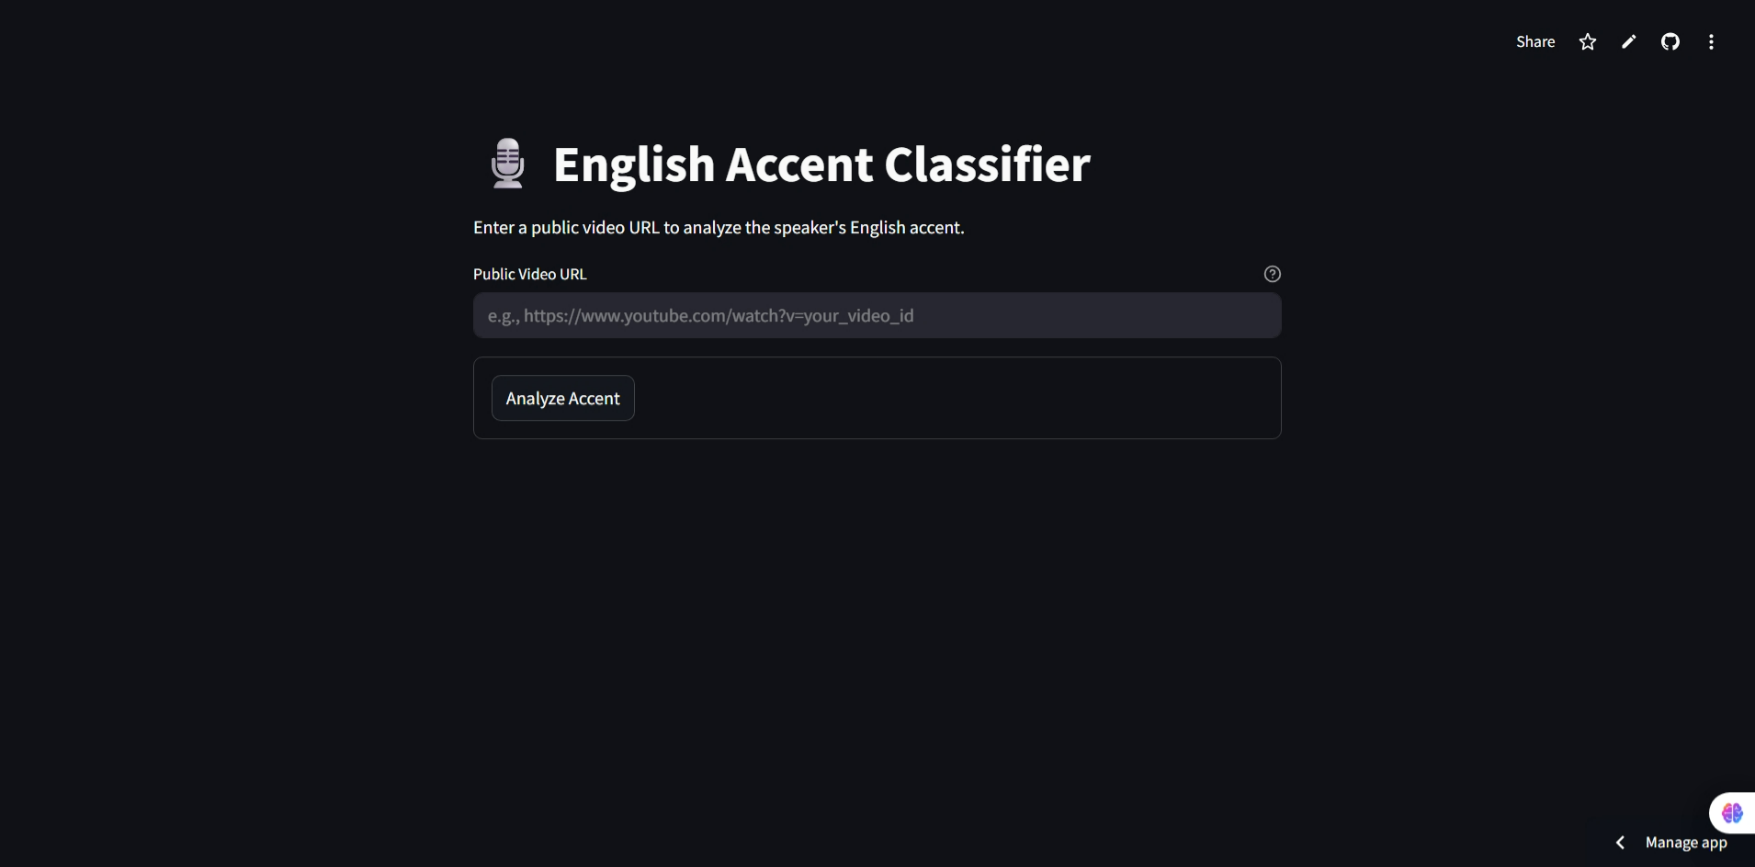 Share
English Accent Classifier
Enter a public video URL to analyze the speaker's English accent.
Public Video URL
e.g., https://www.youtube.com/watch?v=your_video_id
Analyze Accent
Manage app